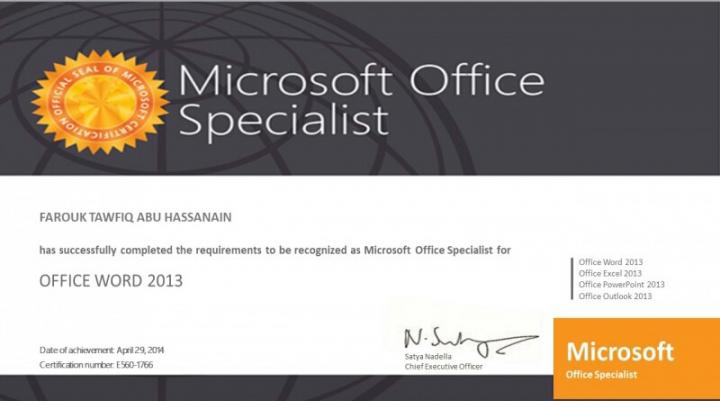 OFFICIAL SEAL OF MICROSOFT CERTIFICATION
Microsoft Office
Specialist
FAROUK TAWFIQ ABU HASSANAIN
has successfully completed the requirements to be recognized as Microsoft Office Specialist for
OFFICE WORD 2013
Office Word 2013
Office Excel 2013
Office PowerPoint 2013
Office Outlook 2013
Date of achievement: April 29, 2014
Certification number: E560-1766
Satya Nadella
Chief Executive Officer
Microsoft
Office Specialist